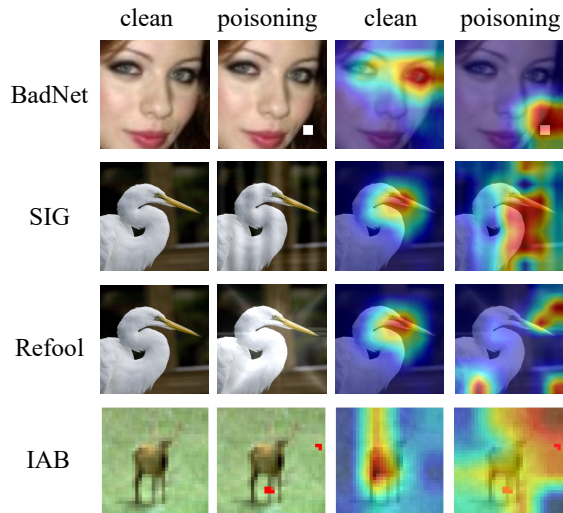 clean poisoning clean poisoning
BadNet
SIG
Refool
IAB